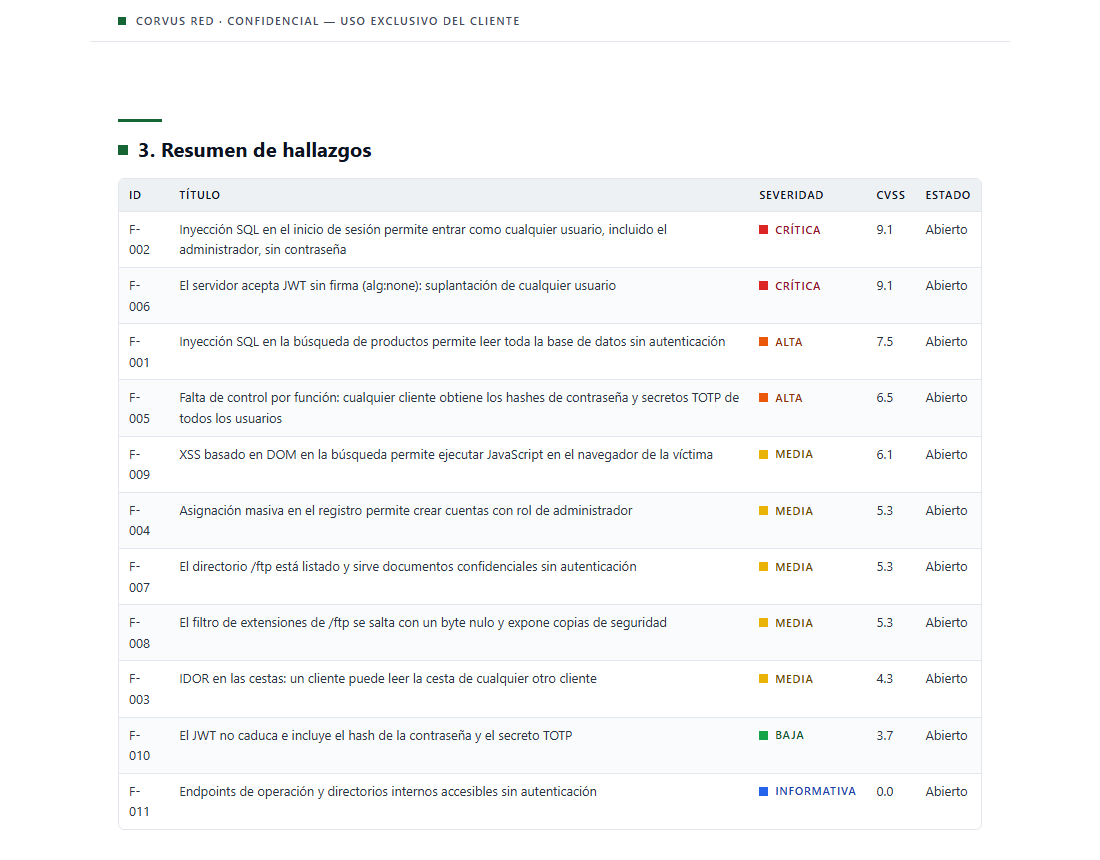 CORVUS RED · CONFIDENCIAL — USO EXCLUSIVO DEL CLIENTE
3. Resumen de hallazgos
ID TÍTULO SEVERIDAD CVSS ESTADO
F- Inyección SQL en el inicio de sesión permite entrar como cualquier usuario, incluido el CRÍTICA 9.1 Abierto
002 administrador, sin contraseña
F- El servidor acepta JWT sin firma (alg:none): suplantación de cualquier usuario CRÍTICA 9.1 Abierto
006
F- Inyección SQL en la búsqueda de productos permite leer toda la base de datos sin autenticación ALTA 7.5 Abierto
001
F- Falta de control por función: cualquier cliente obtiene los hashes de contraseña y secretos TOTP de ALTA 6.5 Abierto
005 todos los usuarios
F- XSS basado en DOM en la búsqueda permite ejecutar JavaScript en el navegador de la víctima MEDIA 6.1 Abierto
009
F- Asignación masiva en el registro permite crear cuentas con rol de administrador MEDIA 5.3 Abierto
004
F- El directorio /ftp está listado y sirve documentos confidenciales sin autenticación MEDIA 5.3 Abierto
007
F- El filtro de extensiones de /ftp se salta con un byte nulo y expone copias de seguridad MEDIA 5.3 Abierto
008
F- IDOR en las cestas: un cliente puede leer la cesta de cualquier otro cliente MEDIA 4.3 Abierto
003
F- El JWT no caduca e incluye el hash de la contraseña y el secreto TOTP BAJA 3.7 Abierto
010
F- Endpoints de operación y directorios internos accesibles sin autenticación INFORMATIVA 0.0 Abierto
011